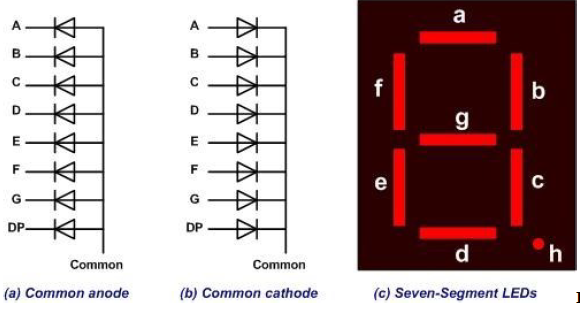 A
B
C
D
E
F
G
DP
Common
(a) Common anode
A
B
C
D
E
F
G
DP
Common
(b) Common cathode
a
f
b
g
e
c
d
h
(c) Seven-Segment LEDs